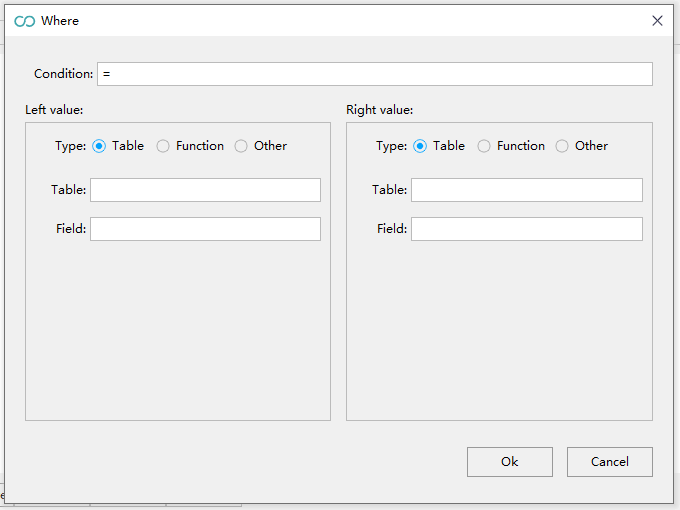 Where
Condition: =
Left value:
Type: Table Function Other
Table:
Field:
Right value:
Type: Table Function Other
Table:
Field:
Ok Cancel